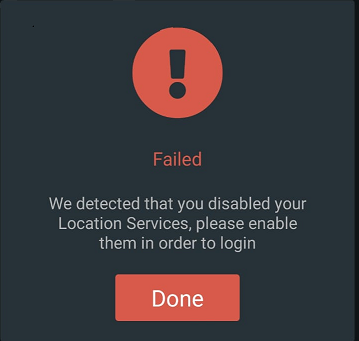 Failed
We detected that you disabled your
Location Services, please enable
them in order to login
Done